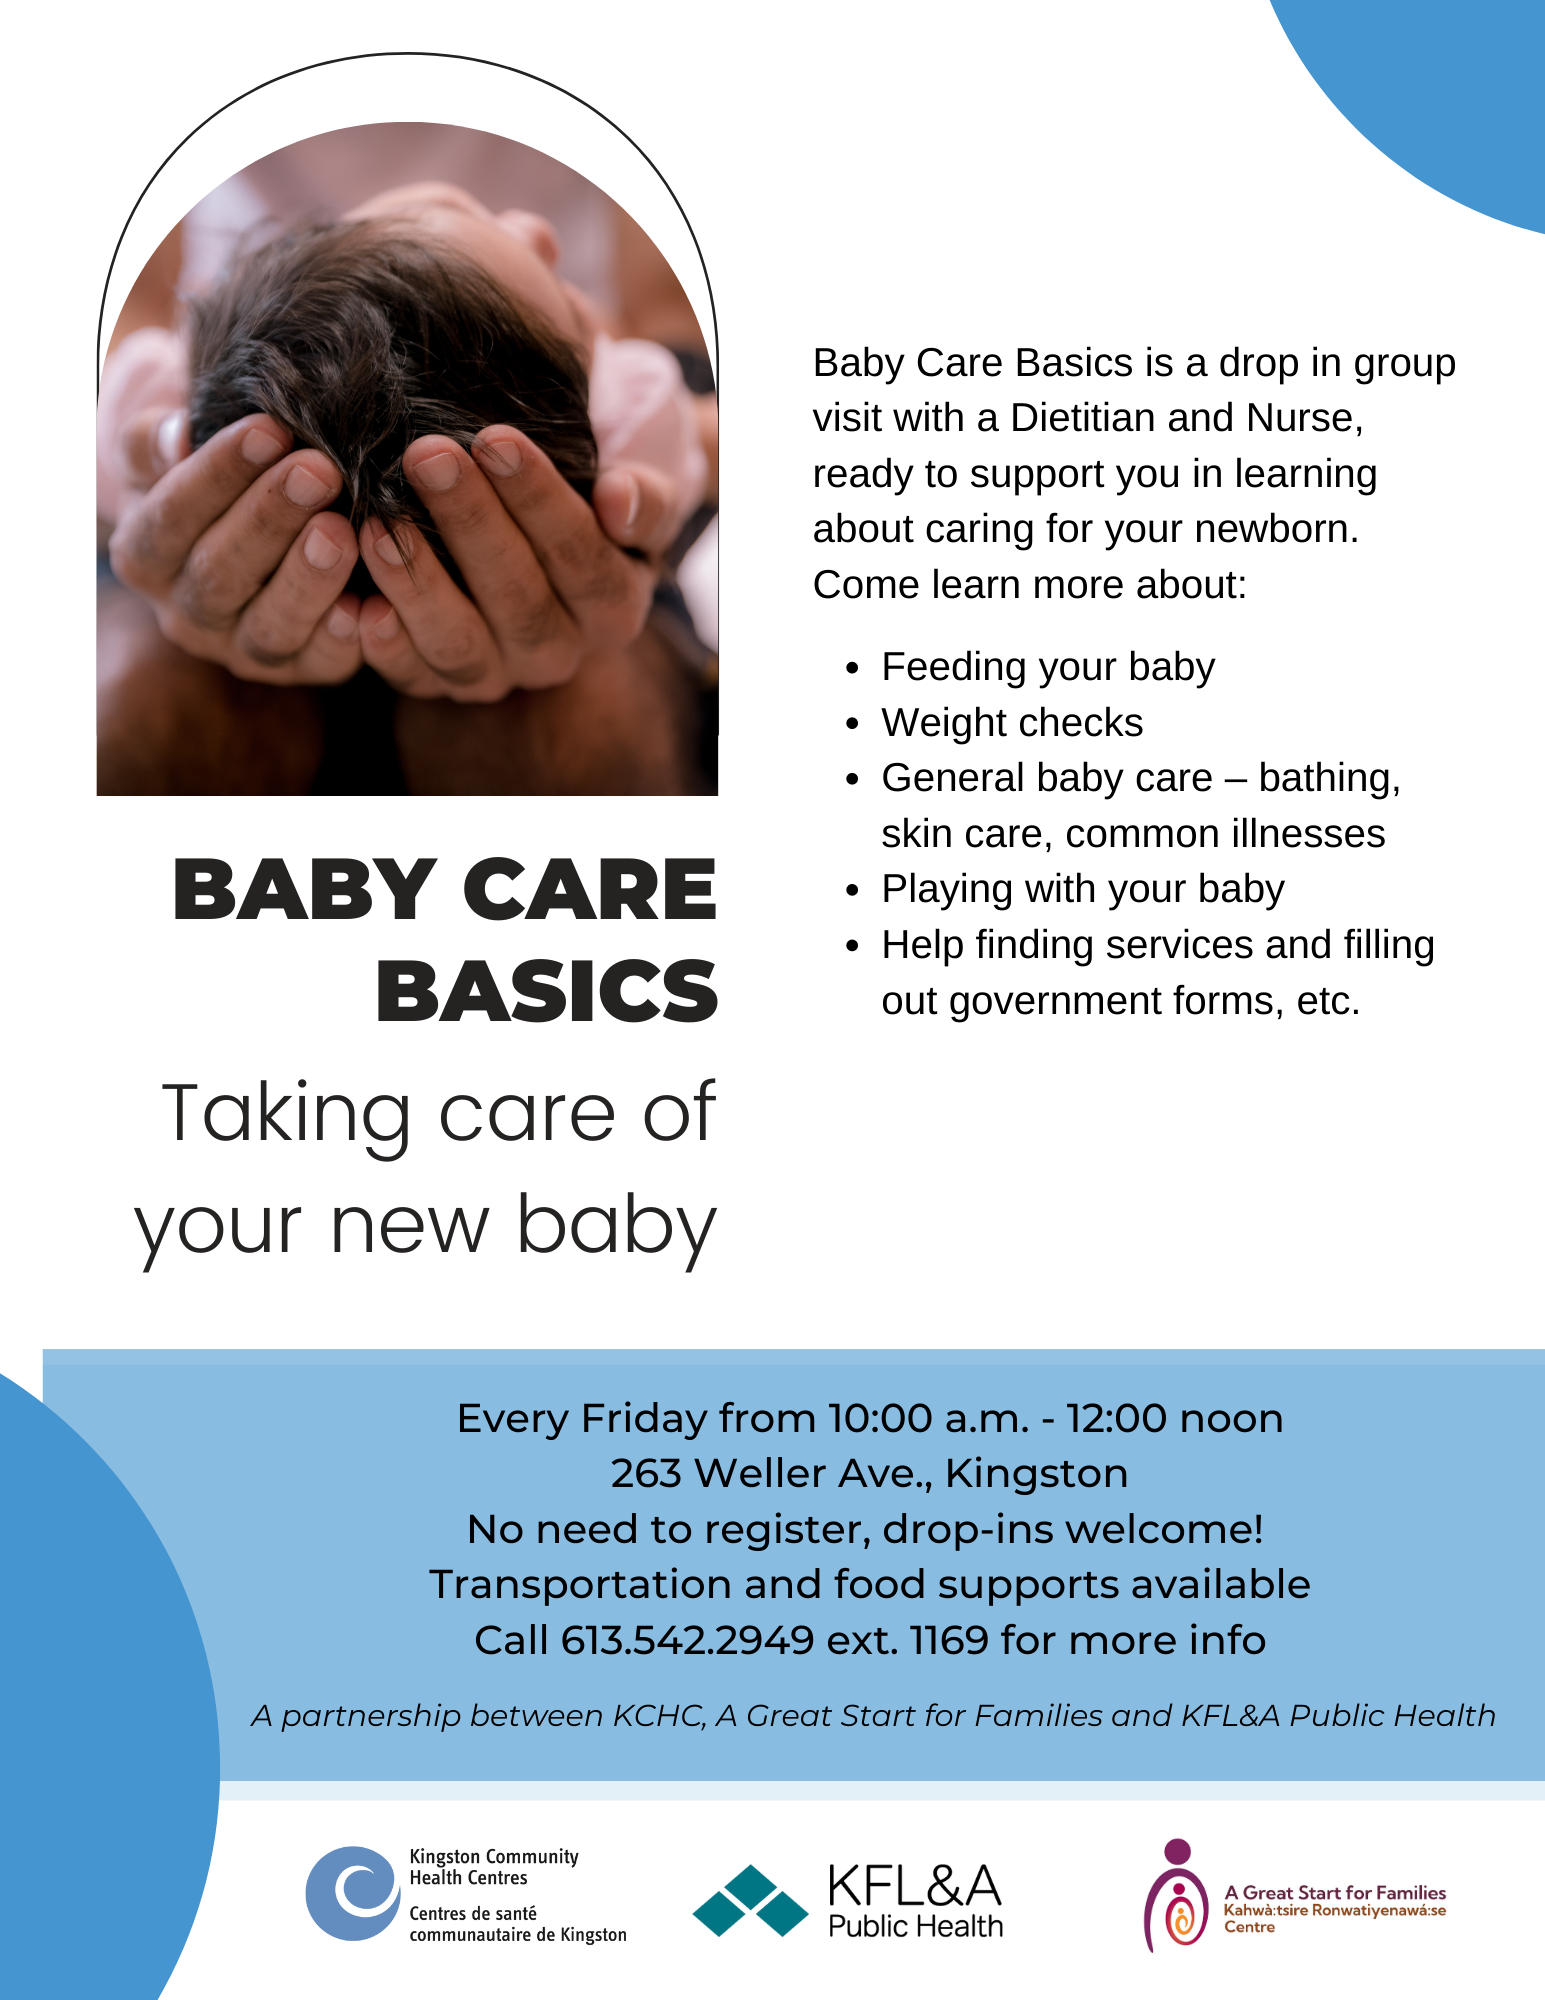 Baby Care Basics is a drop in group
visit with a Dietitian and Nurse,
ready to support you in learning
about caring for your newborn.
Come learn more about:
• Feeding your baby
• Weight checks
• General baby care – bathing,
skin care, common illnesses
• Playing with your baby
• Help finding services and filling
out government forms, etc.
BABY CARE
BASICS
Taking care of
your new baby
Every Friday from 10:00 a.m. - 12:00 noon
263 Weller Ave., Kingston
No need to register, drop-ins welcome!
Transportation and food supports available
Call 613.542.2949 ext. 1169 for more info
A partnership between KCHC, A Great Start for Families and KFL&A Public Health
Kingston Community
Health Centres
Centres de santé
communautaire de Kingston
KFL&A
Public Health
A Great Start for Families
Kahwà:tsire Ronwatiyenawá:se
Centre